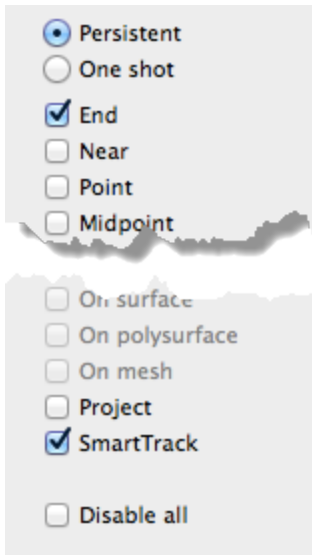 Persistent
One shot
End
Near
Point
Midpoint
On surface
On polysurface
On mesh
Project
SmartTrack
Disable all